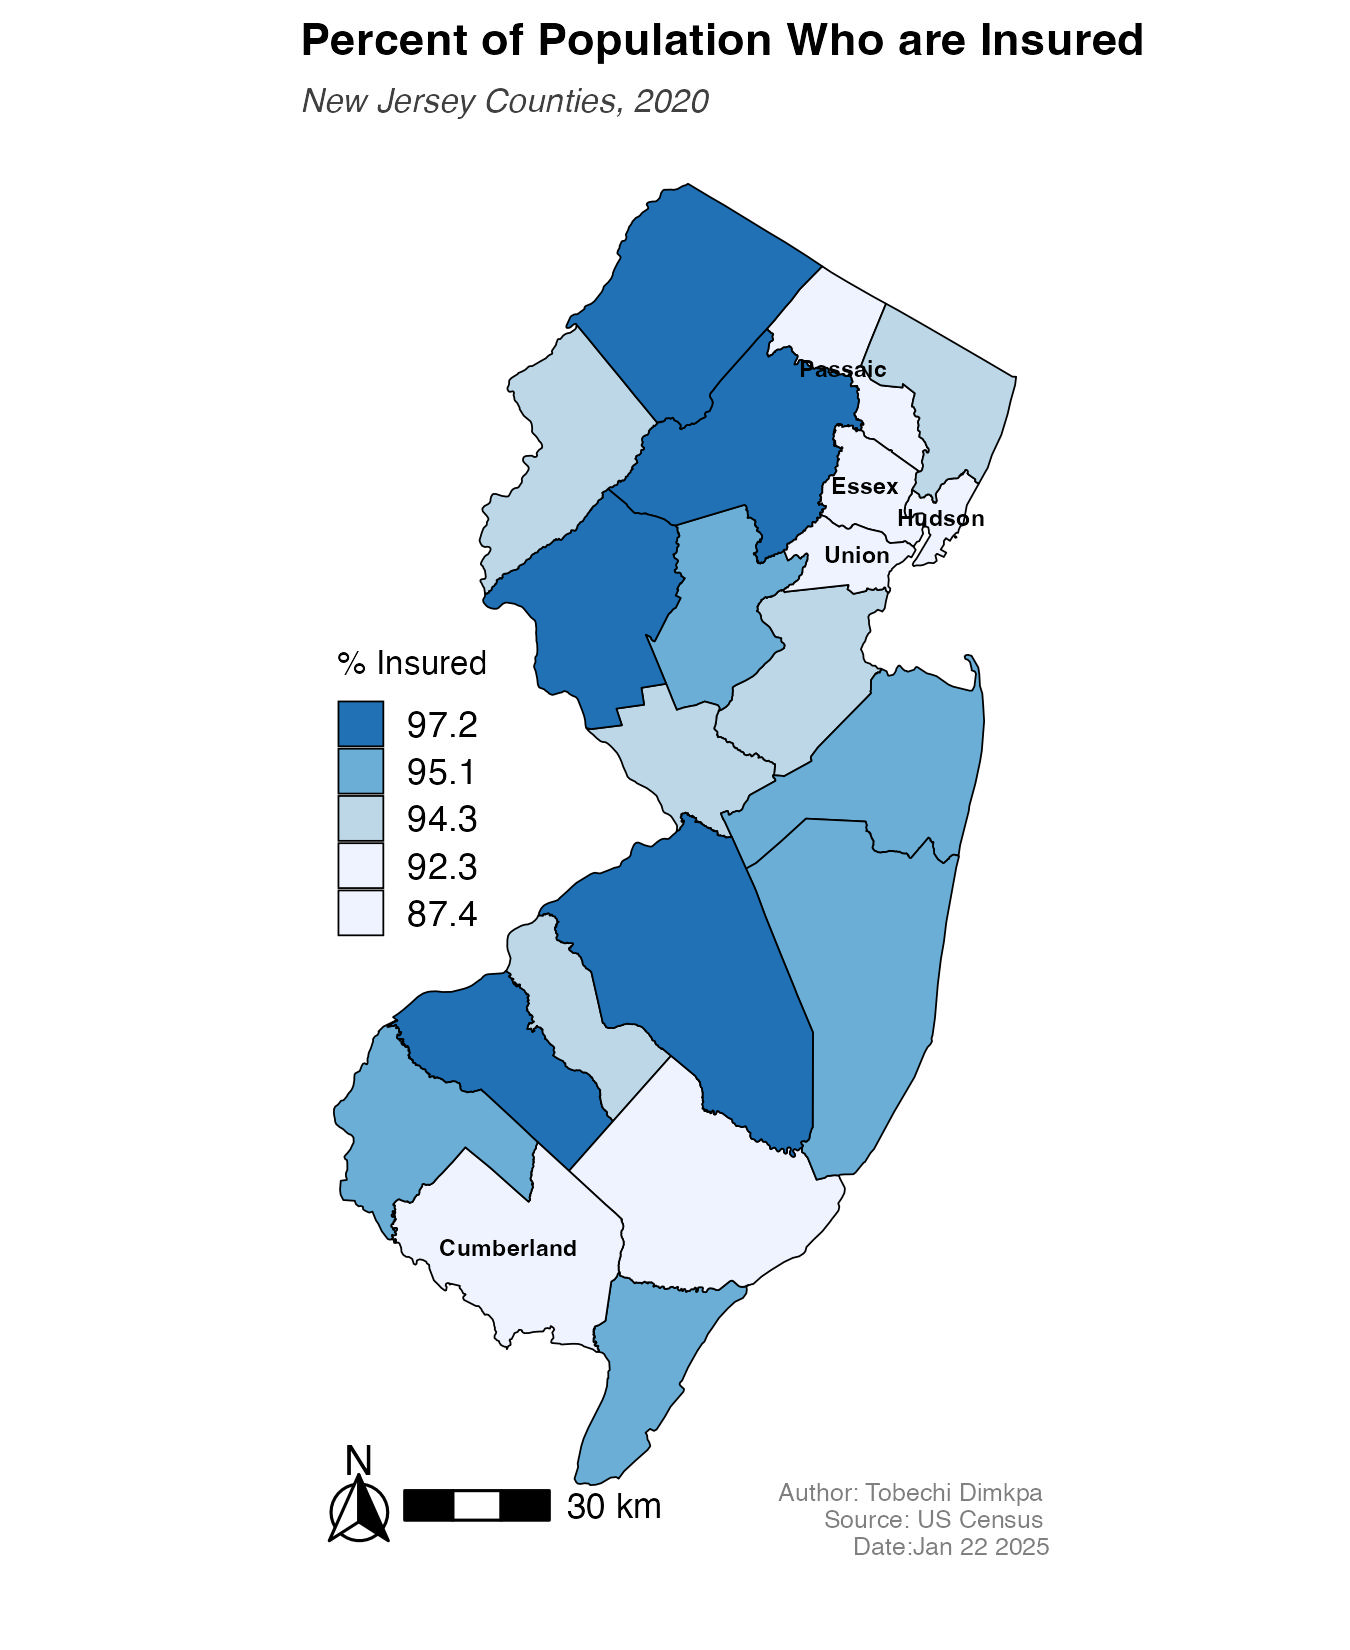 Percent of Population Who are Insured
New Jersey Counties, 2020
Passaic
Essex
Hudson
Union
% Insured
97.2
95.1
94.3
92.3
87.4
Cumberland
N
30 km
Author: Tobechi Dimkpa
Source: US Census
Date:Jan 22 2025